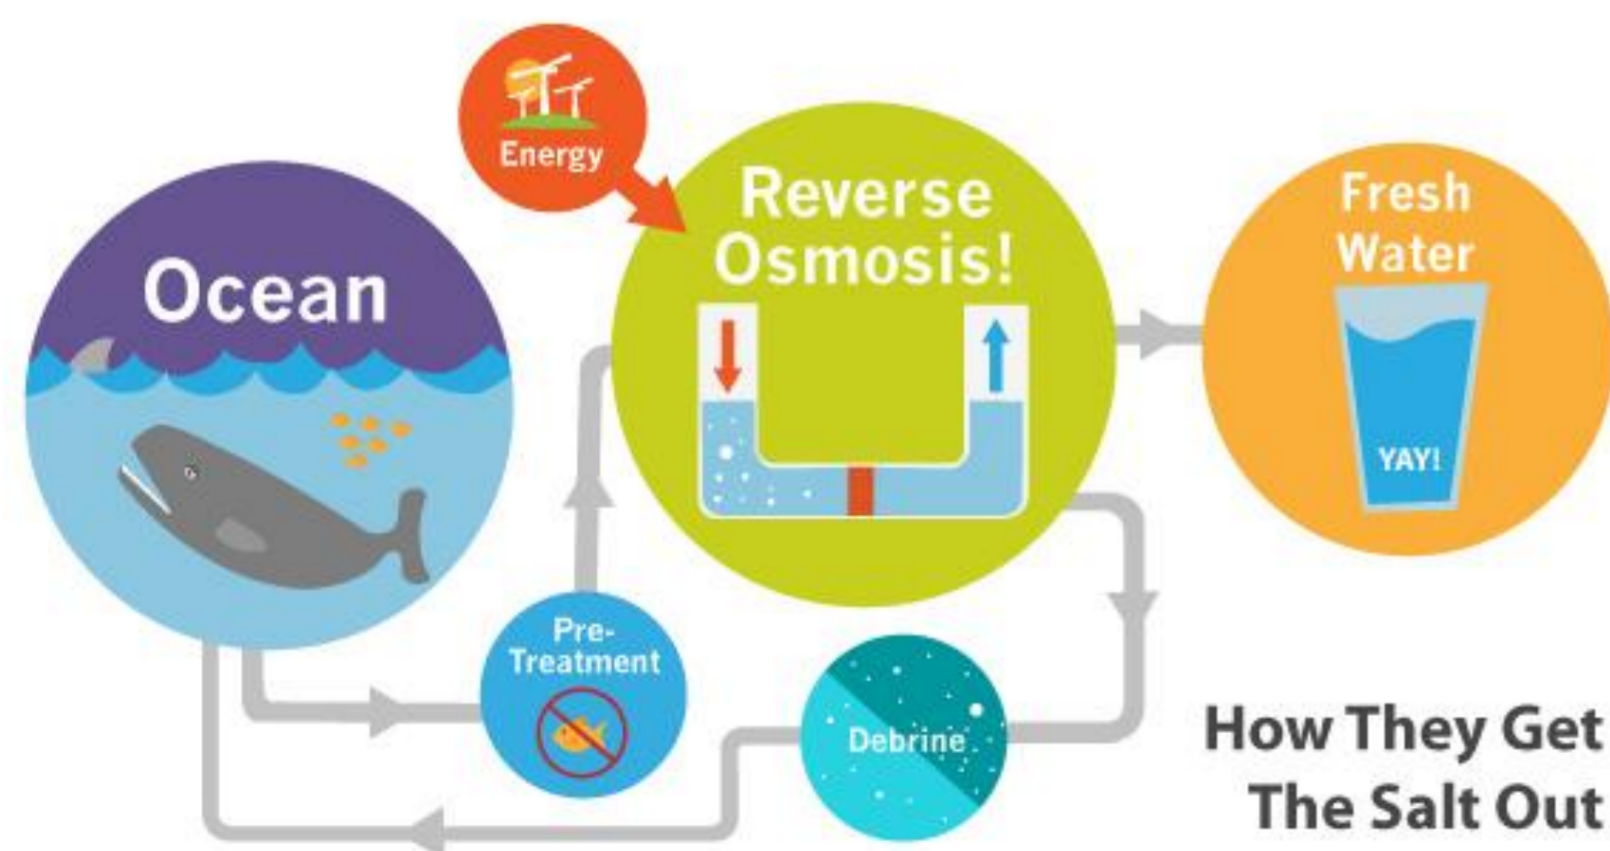 Energy
Ocean
Reverse
Osmosis!
Fresh
Water
YAY!
Pre-
Treatment
Debrine
How They Get
The Salt Out